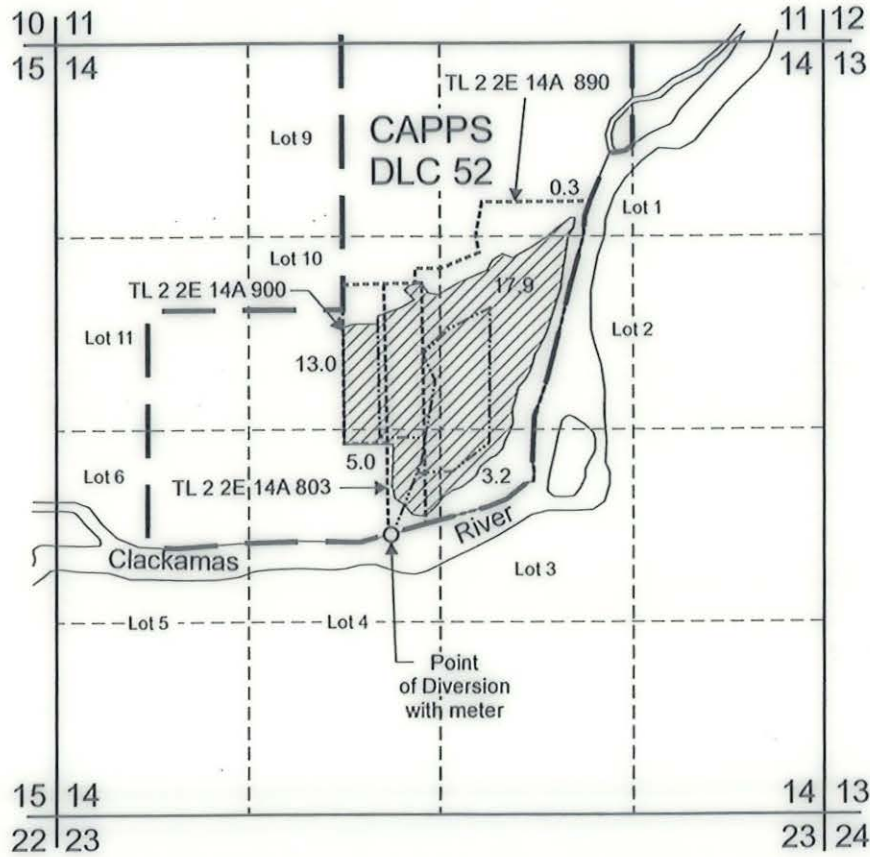 10 11
11 12
15 14
14 13
TL 2 2E 14A 890
Lot 9
CAPPS
DLC 52
0.3
Lot 1
Lot 10
TL 2 2E 14A 900
17.9
Lot 11
Lot 2
13.0
Lot 6
5.0
3.2
TL 2 2E 14A 803
River
Clackamas
Lot 3
Lot 5
Lot 4
Point
of Diversion
with meter
15 14
14 13
22 23
23 24